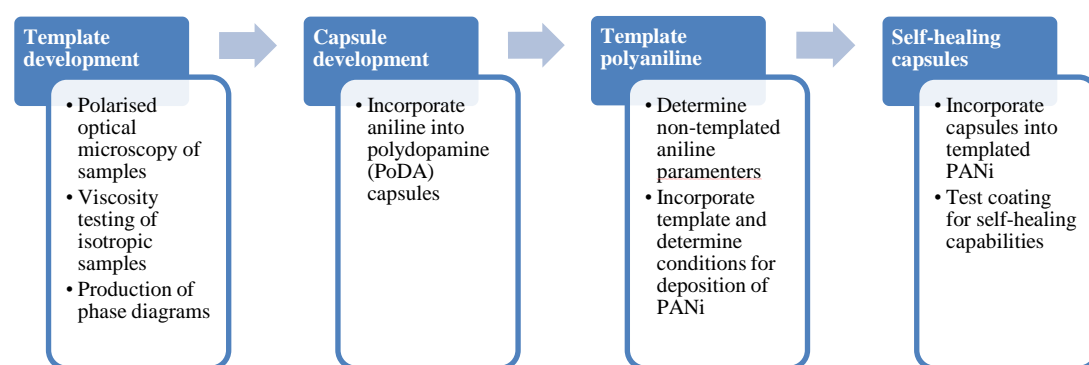 Template
development
• Polarised
optical
microscopy of
samples
• Viscosity
testing of
isotropic
samples
• Production of
phase diagrams
Capsule
development
• Incorporate
aniline into
polydopamine
(PoDA)
capsules
Template
polyaniline
• Determine
non-templated
aniline
paramenters
• Incorporate
template and
determine
conditions for
deposition of
PANi
Self-healing
capsules
• Incorporate
capsules into
templated
PANi
• Test coating
for self-healing
capabilities